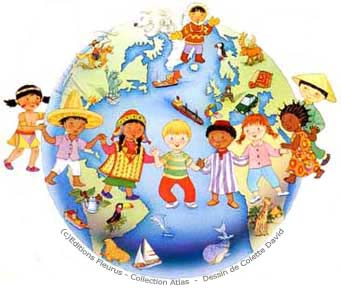 (c)Editions Fleurus - Collection Atlas - Dessin de Colette David